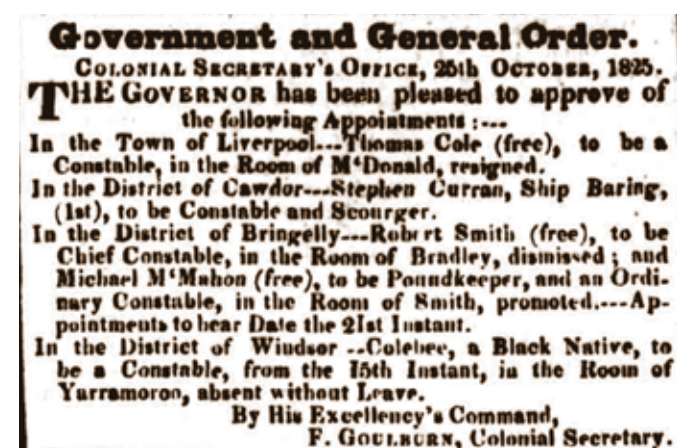 Government and General Order.
COLONIAL SECRETARY's OFFICE, 25th OCTOBER, 1825.
THE GOVERNOR has been pleased to approve of
the following Appointments :---
In the Town of Liverpool---Thomas Cole (free), to be a
Constable, in the Room of M‘Donald, resigned.
In the District of Cawdor---Stephen Curran, Ship Baring,
(1st), to be Constable and Scourger.
In the District of Bringelly---Robert Smith (free), to be
Chief Constable, in the Room of Bradley, dismissed ; and
Michael M‘Mahon (free), to be Poundkeeper, and an Ordi-
nary Constable, in the Room of Smith, promoted.---Ap-
pointments to bear Date the 21st Instant.
In the District of Windsor --Colebee, a Black Native, to
be a Constable, from the 15th Instant, in the Room of
Yarramoroo, absent without Leave.
By His Excellency's Command,
F. GOULBURN, Colonial Secretary.